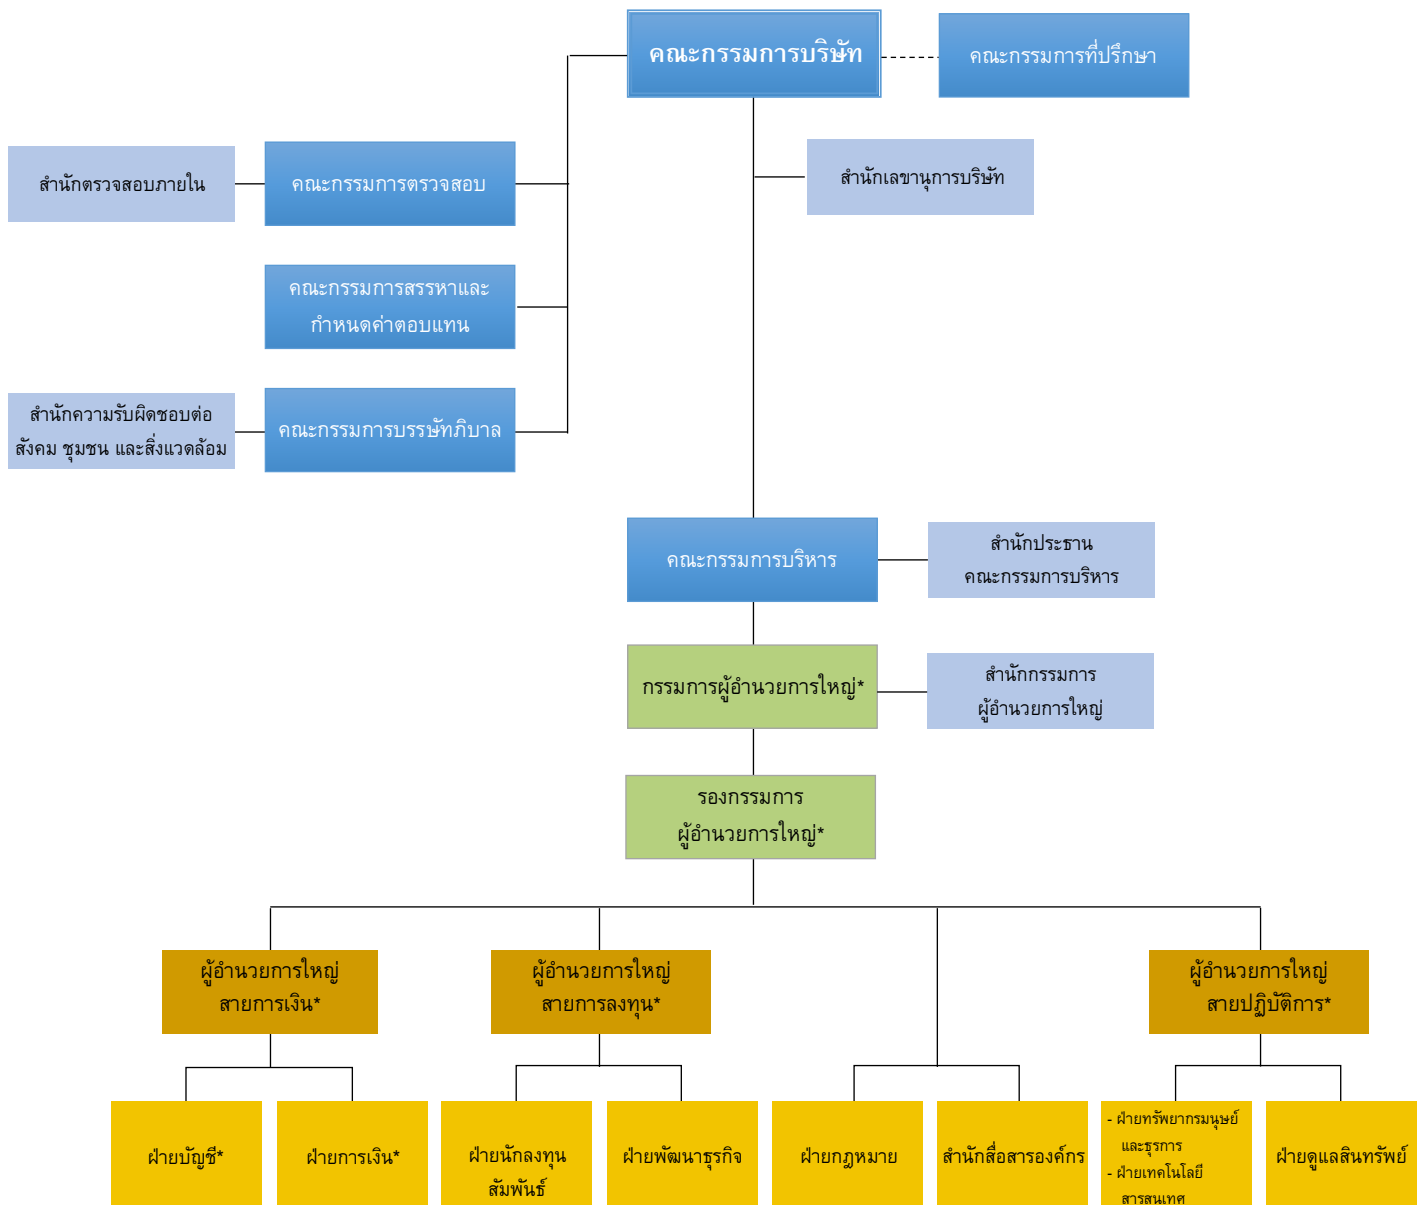 คณะกรรมการบริษัท
คณะกรรมการที่ปรึกษา
สำนักเลขานุการบริษัท
สำนักตรวจสอบภายใน
คณะกรรมการตรวจสอบ
คณะกรรมการสรรหาและ
กำหนดค่าตอบแทน
สำนักความรับผิดชอบต่อ
สังคม ชุมชน และสิ่งแวดล้อม
คณะกรรมการบรรษัทภิบาล
คณะกรรมการบริหาร
สำนักประธาน
คณะกรรมการบริหาร
กรรมการผู้อำนวยการใหญ่*
สำนักกรรมการ
ผู้อำนวยการใหญ่
รองกรรมการ
ผู้อำนวยการใหญ่*
ผู้อำนวยการใหญ่
สายการเงิน*
ผู้อำนวยการใหญ่
สายการลงทุน*
ผู้อำนวยการใหญ่
สายปฏิบัติการ*
ฝ่ายบัญชี*
ฝ่ายการเงิน*
ฝ่ายนักลงทุน
สัมพันธ์
ฝ่ายพัฒนาธุรกิจ
ฝ่ายกฎหมาย
สำนักสื่อสารองค์กร
- ฝ่ายทรัพยากรมนุษย์
และธุรการ
- ฝ่ายเทคโนโลยี
สารสนเทศ
ฝ่ายดูแลสินทรัพย์